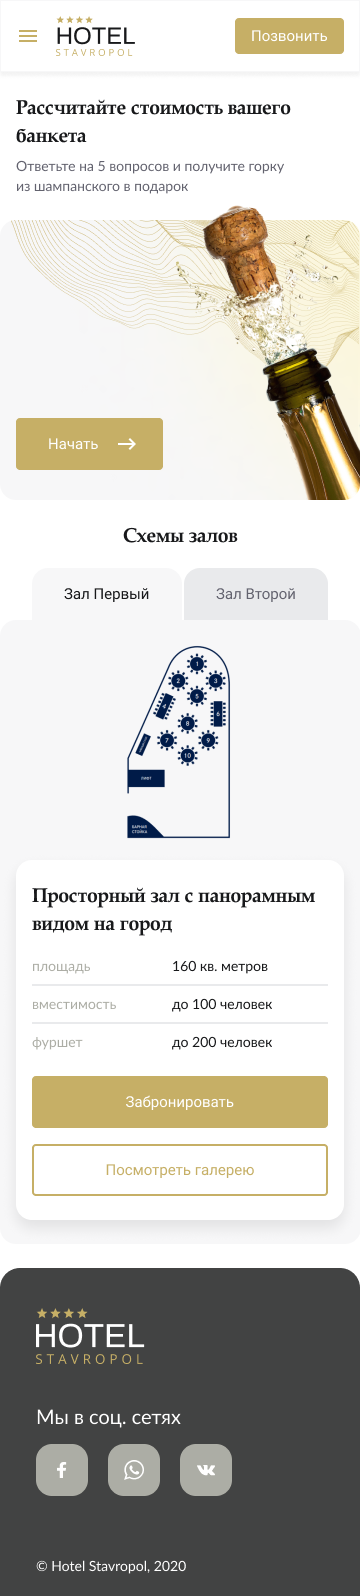 HOTEL
STAVROPOL
Позвонить
Рассчитайте стоимость вашего
банкета
Ответьте на 5 вопросов и получите горку
из шампанского в подарок
Начать
Схемы залов
Зал Первый
Зал Второй
1
2
3
4
5
6
7
8
9
10
ЛИФТ
БАРНАЯ
СТОЙКА
Просторный зал с панорамным
видом на город
площадь 160 кв. метров
вместимость до 100 человек
фуршет до 200 человек
Забронировать
Посмотреть галерею
HOTEL
STAVROPOL
Мы в соц. сетях
© Hotel Stavropol, 2020